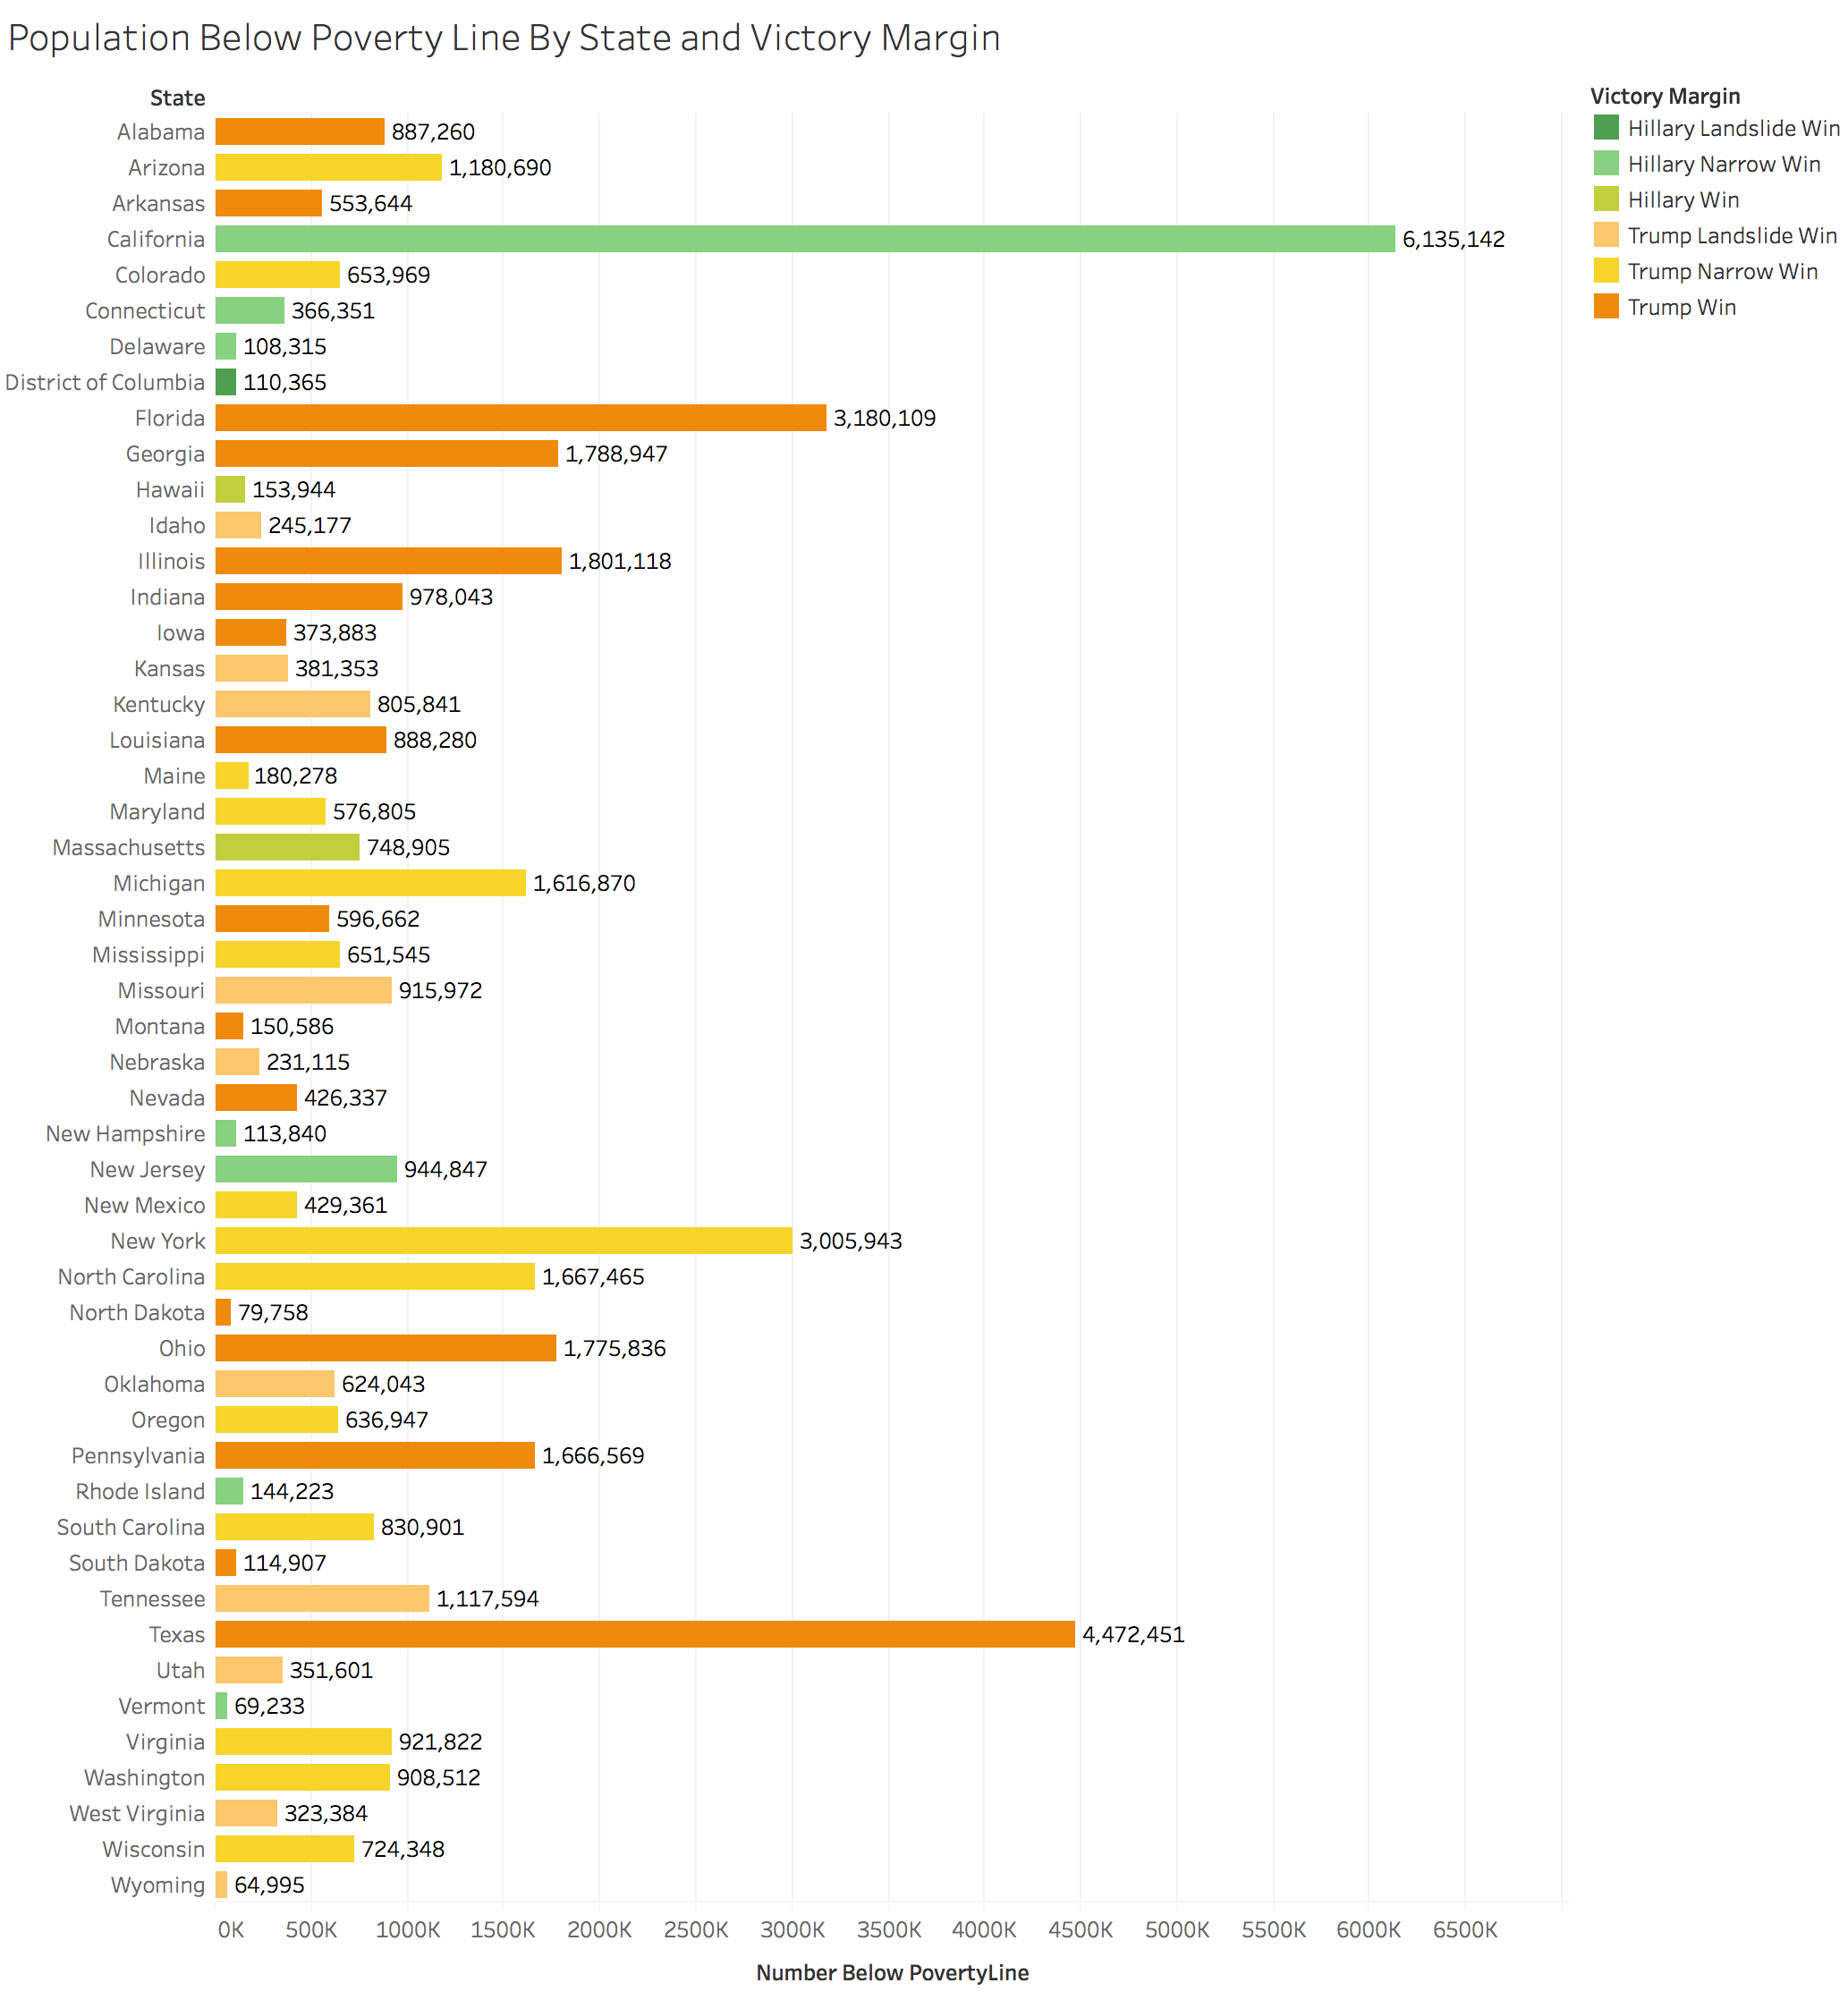 Population Below Poverty Line By State and Victory Margin
State
Alabama 887,260
Arizona 1,180,690
Arkansas 553,644
California 6,135,142
Colorado 653,969
Connecticut 366,351
Delaware 108,315
District of Columbia 110,365
Florida 3,180,109
Georgia 1,788,947
Hawaii 153,944
Idaho 245,177
Illinois 1,801,118
Indiana 978,043
Iowa 373,883
Kansas 381,353
Kentucky 805,841
Louisiana 888,280
Maine 180,278
Maryland 576,805
Massachusetts 748,905
Michigan 1,616,870
Minnesota 596,662
Mississippi 651,545
Missouri 915,972
Montana 150,586
Nebraska 231,115
Nevada 426,337
New Hampshire 113,840
New Jersey 944,847
New Mexico 429,361
New York 3,005,943
North Carolina 1,667,465
North Dakota 79,758
Ohio 1,775,836
Oklahoma 624,043
Oregon 636,947
Pennsylvania 1,666,569
Rhode Island 144,223
South Carolina 830,901
South Dakota 114,907
Tennessee 1,117,594
Texas 4,472,451
Utah 351,601
Vermont 69,233
Virginia 921,822
Washington 908,512
West Virginia 323,384
Wisconsin 724,348
Wyoming 64,995
0K 500K 1000K 1500K 2000K 2500K 3000K 3500K 4000K 4500K 5000K 5500K 6000K 6500K
Number Below PovertyLine
Victory Margin
Hillary Landslide Win
Hillary Narrow Win
Hillary Win
Trump Landslide Win
Trump Narrow Win
Trump Win